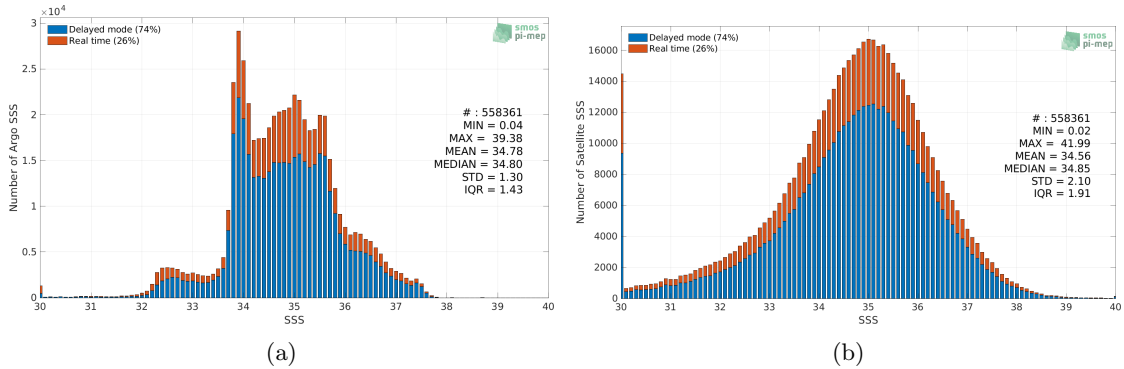 ×10⁴
3
2.5
2
1.5
1
0.5
0
Number of Argo SSS
Delayed mode (74%)
Real time (26%)
smos
pi-mep
# : 558361
MIN = 0.04
MAX = 39.38
MEAN = 34.78
MEDIAN = 34.80
STD = 1.30
IQR = 1.43
30 31 32 33 34 35 36 37 38 39 40
SSS
(a)
16000
14000
12000
10000
8000
6000
4000
2000
0
Number of Satellite SSS
Delayed mode (74%)
Real time (26%)
smos
pi-mep
# : 558361
MIN = 0.02
MAX = 41.99
MEAN = 34.56
MEDIAN = 34.85
STD = 2.10
IQR = 1.91
30 31 32 33 34 35 36 37 38 39 40
SSS
(b)